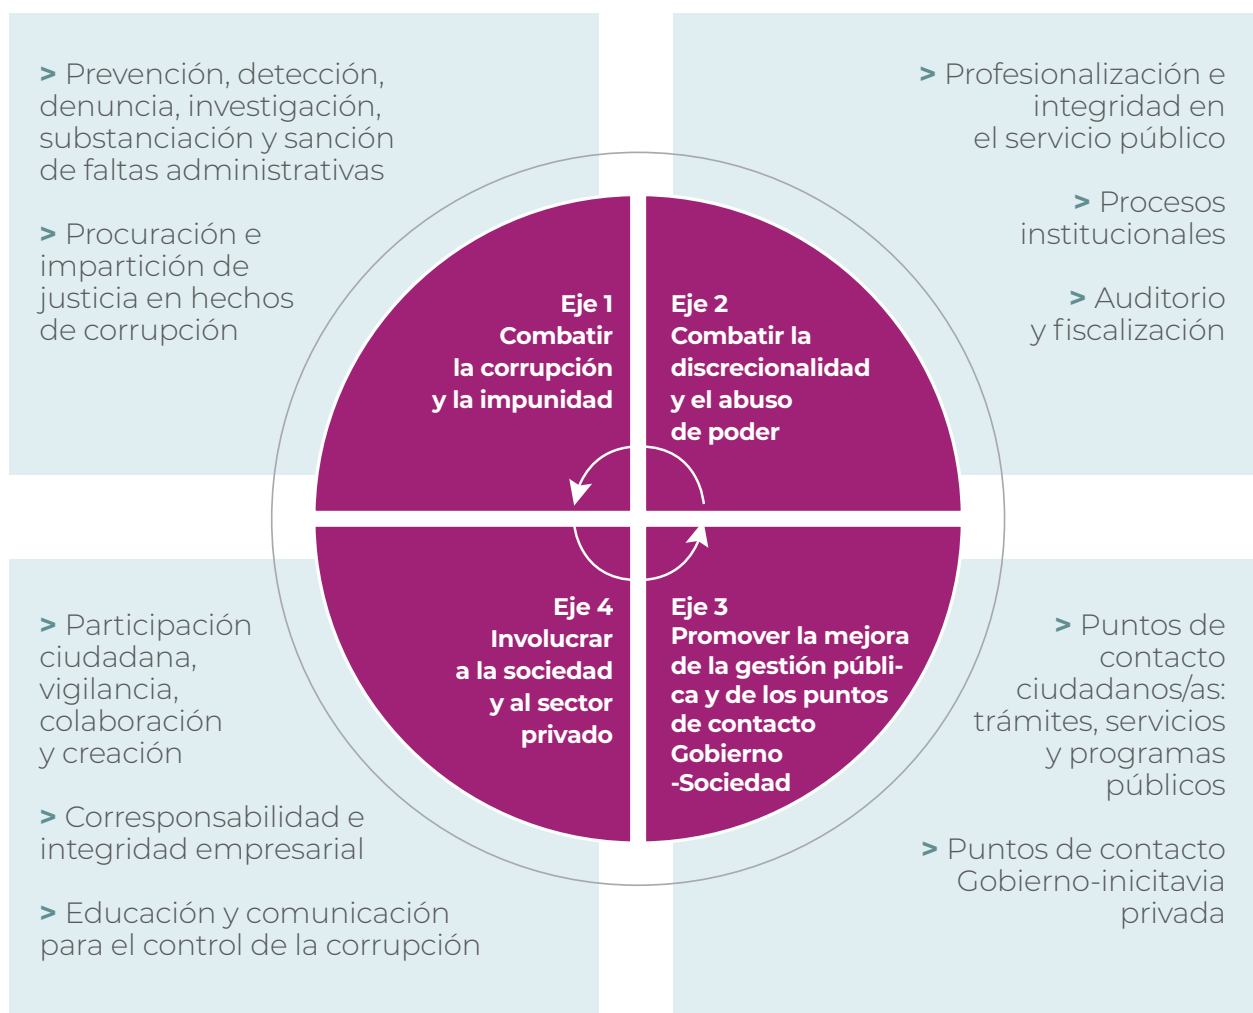 > Prevención, detección,
denuncia, investigación,
substanciación y sanción
de faltas administrativas
> Procuración e
impartición de
justicia en hechos
de corrupción
> Profesionalización e
integridad en
el servicio público
> Procesos
institucionales
> Auditorio
y fiscalización
Eje 1
Combatir
la corrupción
y la impunidad
Eje 2
Combatir la
discrecionalidad
y el abuso
de poder
Eje 4
Involucrar
a la sociedad
y al sector
privado
Eje 3
Promover la mejora
de la gestión públi-
ca y de los puntos
de contacto
Gobierno
-Sociedad
> Participación
ciudadana,
vigilancia,
colaboración
y creación
> Corresponsabilidad e
integridad empresarial
> Educación y comunicación
para el control de la corrupción
> Puntos de
contacto
ciudadanos/as:
trámites, servicios
y programas
públicos
> Puntos de contacto
Gobierno-inicitavia
privada